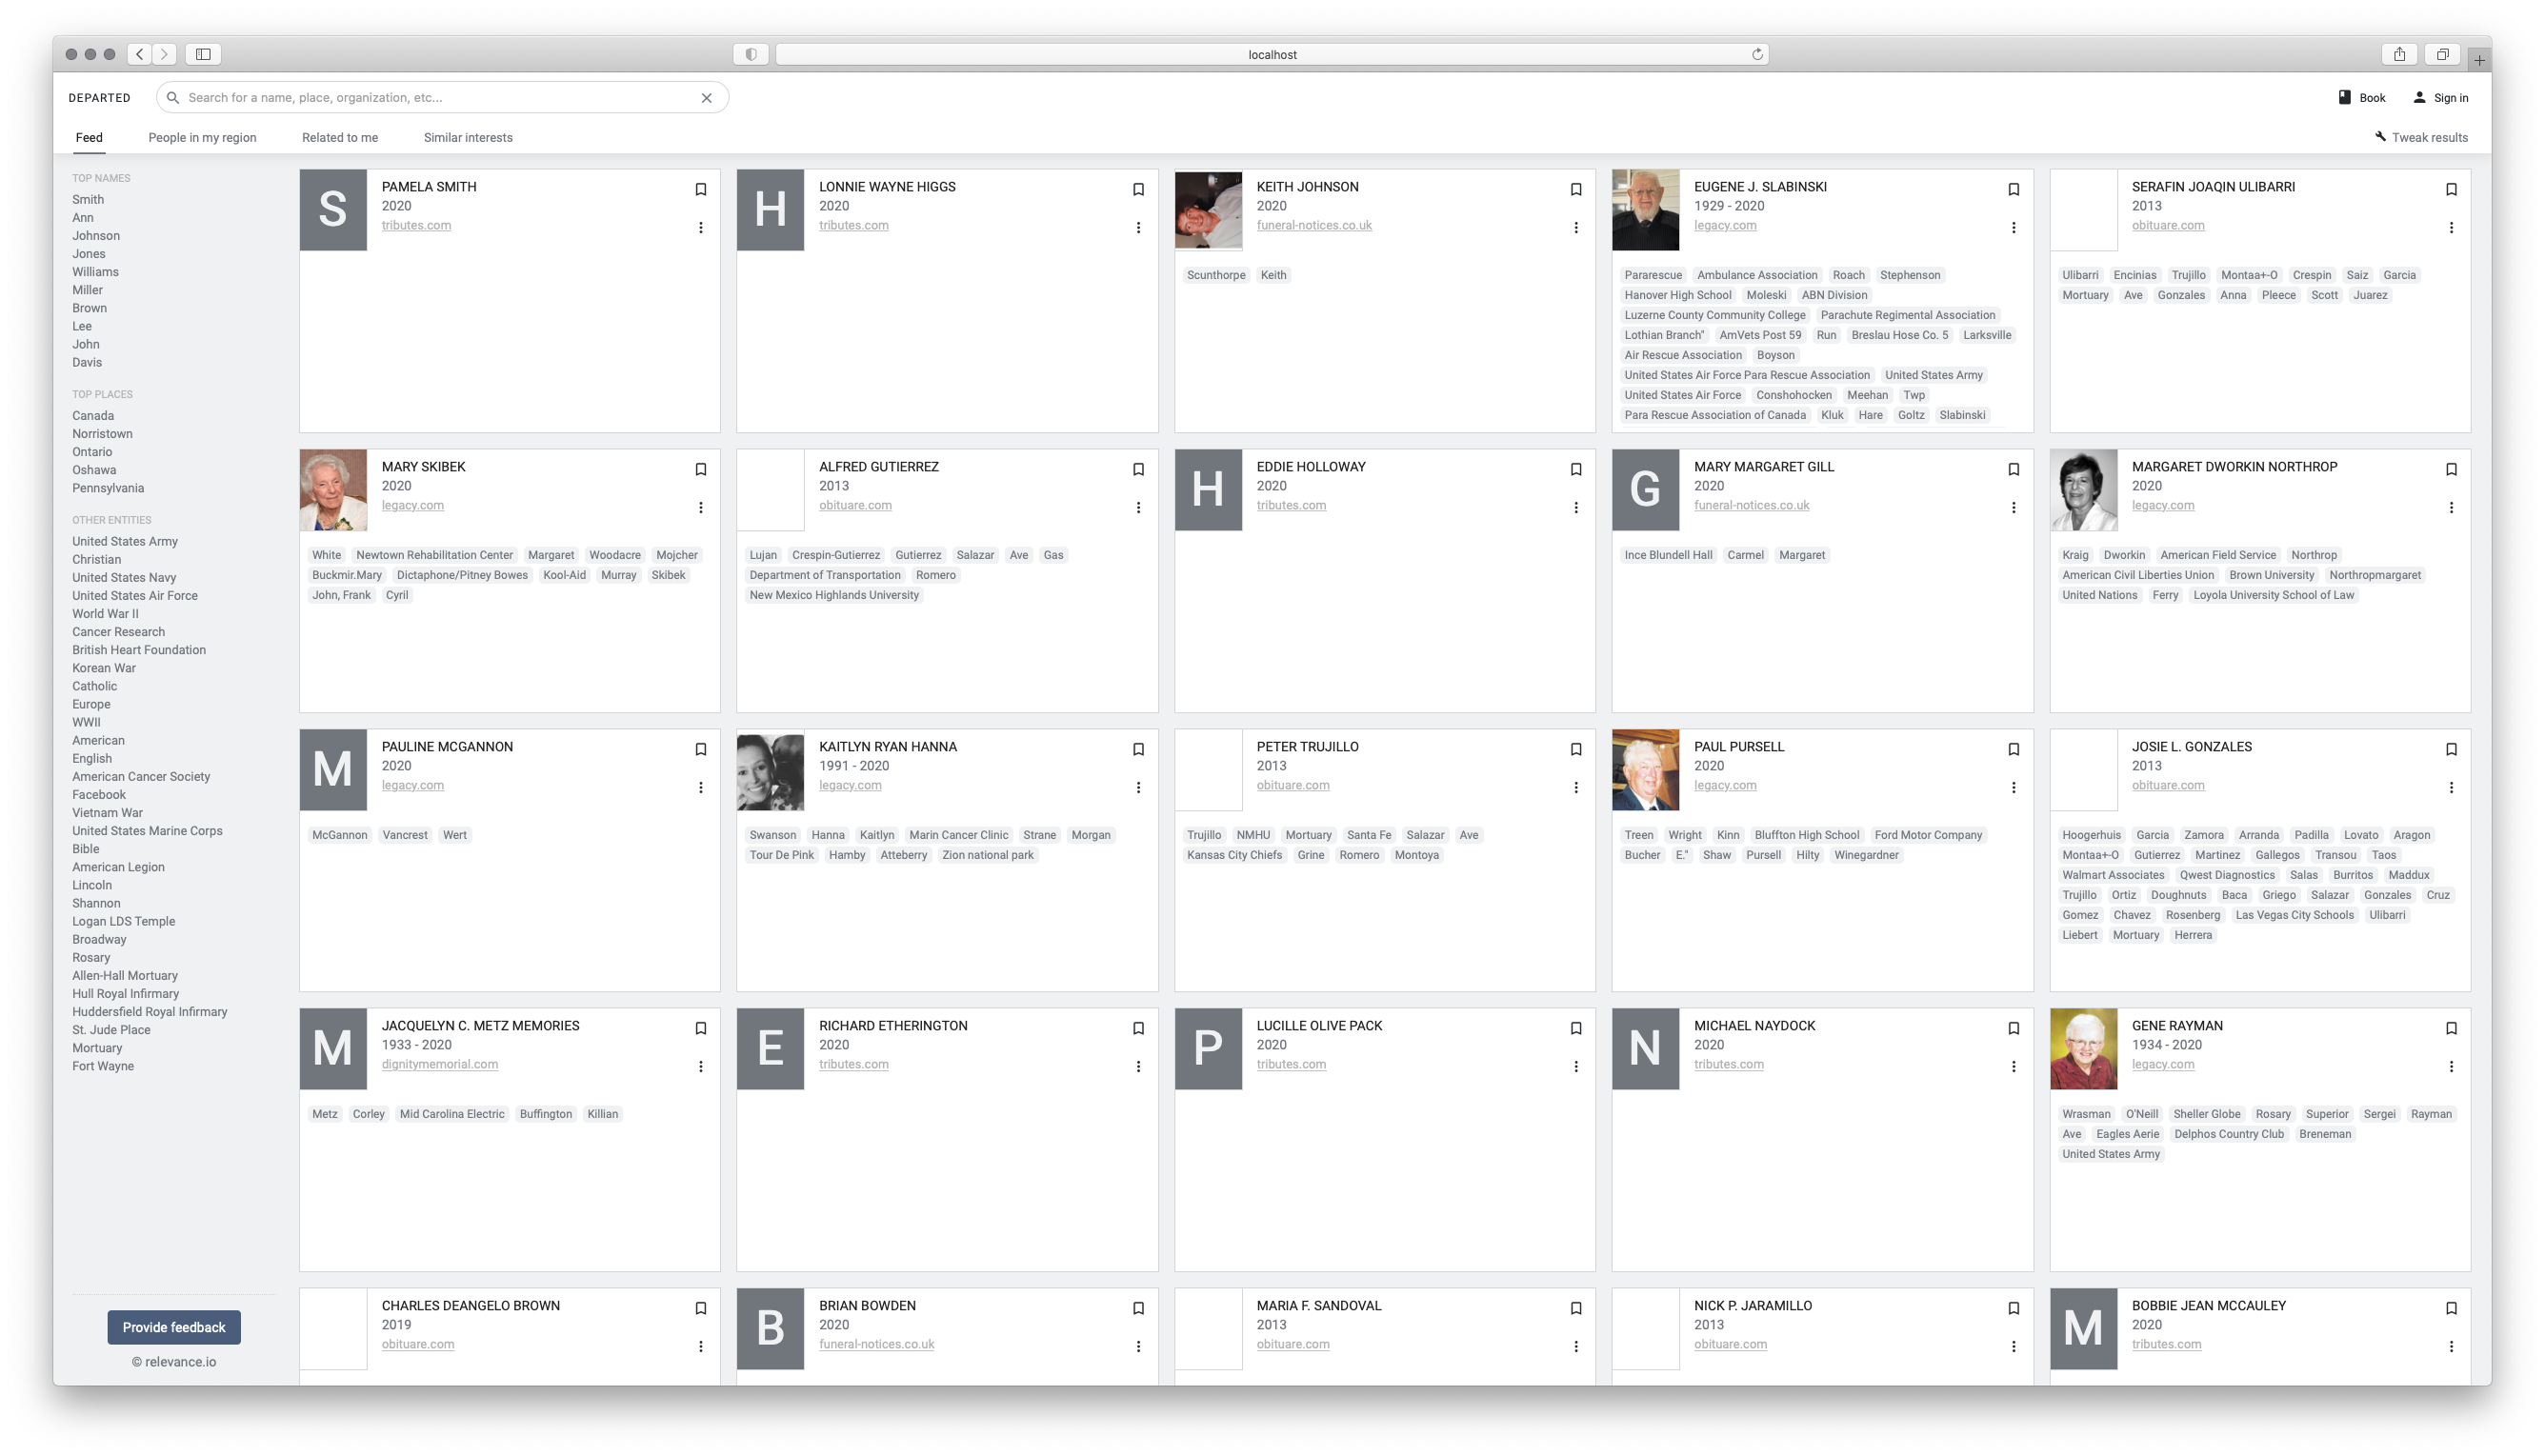 localhost
DEPARTED
Search for a name, place, organization, etc...
Book
Sign in
Feed
People in my region
Related to me
Similar interests
Tweak results
TOP NAMES
Smith
Ann
Johnson
Jones
Williams
Miller
Brown
Lee
John
Davis
TOP PLACES
Canada
Norristown
Ontario
Oshawa
Pennsylvania
OTHER ENTITIES
United States Army
Christian
United States Navy
United States Air Force
World War II
Cancer Research
British Heart Foundation
Korean War
Catholic
Europe
WWII
American
English
American Cancer Society
Facebook
Vietnam War
United States Marine Corps
Bible
American Legion
Lincoln
Shannon
Logan LDS Temple
Broadway
Rosary
Allen-Hall Mortuary
Hull Royal Infirmary
Huddersfield Royal Infirmary
St. Jude Place
Mortuary
Fort Wayne
Provide feedback
© relevance.io
S
PAMELA SMITH
2020
tributes.com
H
LONNIE WAYNE HIGGS
2020
tributes.com
KEITH JOHNSON
2020
funeral-notices.co.uk
Scunthorpe Keith
EUGENE J. SLABINSKI
1929 - 2020
legacy.com
Pararescue Ambulance Association Roach Stephenson
Hanover High School Moleski ABN Division
Luzerne County Community College Parachute Regimental Association
Lothian Branch" AmVets Post 59 Run Breslau Hose Co. 5 Larksville
Air Rescue Association Boyson
United States Air Force Para Rescue Association United States Army
United States Air Force Conshohocken Meehan Twp
Para Rescue Association of Canada Kluk Hare Goltz Slabinski
SERAFIN JOAQIN ULIBARRI
2013
obituare.com
Ulibarri Encinias Trujillo Montaa+-O Crespin Saiz Garcia
Mortuary Ave Gonzales Anna Pleece Scott Juarez
MARY SKIBEK
2020
legacy.com
White Newtown Rehabilitation Center Margaret Woodacre Mojcher
Buckmir.Mary Dictaphone/Pitney Bowes Kool-Aid Murray Skibek
John, Frank Cyril
ALFRED GUTIERREZ
2013
obituare.com
Lujan Crespin-Gutierrez Gutierrez Salazar Ave Gas
Department of Transportation Romero
New Mexico Highlands University
H
EDDIE HOLLOWAY
2020
tributes.com
G
MARY MARGARET GILL
2020
funeral-notices.co.uk
Ince Blundell Hall Carmel Margaret
MARGARET DWORKIN NORTHROP
2020
legacy.com
Kraig Dworkin American Field Service Northrop
American Civil Liberties Union Brown University Northropmargaret
United Nations Ferry Loyola University School of Law
M
PAULINE MCGANNON
2020
legacy.com
McGannon Vancrest Wert
KAITLYN RYAN HANNA
1991 - 2020
legacy.com
Swanson Hanna Kaitlyn Marin Cancer Clinic Strane Morgan
Tour De Pink Hamby Atteberry Zion national park
PETER TRUJILLO
2013
obituare.com
Trujillo NMHU Mortuary Santa Fe Salazar Ave
Kansas City Chiefs Grine Romero Montoya
PAUL PURSELL
2020
legacy.com
Treen Wright Kinn Bluffton High School Ford Motor Company
Bucher E." Shaw Pursell Hilty Winegardner
JOSIE L. GONZALES
2013
obituare.com
Hoogerhuis Garcia Zamora Arranda Padilla Lovato Aragon
Montaa+-O Gutierrez Martinez Gallegos Transou Taos
Walmart Associates Qwest Diagnostics Salas Burritos Maddux
Trujillo Ortiz Doughnuts Baca Griego Salazar Gonzales Cruz
Gomez Chavez Rosenberg Las Vegas City Schools Ulibarri
Liebert Mortuary Herrera
M
JACQUELYN C. METZ MEMORIES
1933 - 2020
dignitymemorial.com
Metz Corley Mid Carolina Electric Buffington Killian
E
RICHARD ETHERINGTON
2020
tributes.com
P
LUCILLE OLIVE PACK
2020
tributes.com
N
MICHAEL NAYDOCK
2020
tributes.com
GENE RAYMAN
1934 - 2020
legacy.com
Wrasman O'Neill Sheller Globe Rosary Superior Sergei Rayman
Ave Eagles Aerie Delphos Country Club Breneman
United States Army
CHARLES DEANGELO BROWN
2019
obituare.com
B
BRIAN BOWDEN
2020
funeral-notices.co.uk
MARIA F. SANDOVAL
2013
obituare.com
NICK P. JARAMILLO
2013
obituare.com
M
BOBBIE JEAN MCCAULEY
2020
tributes.com